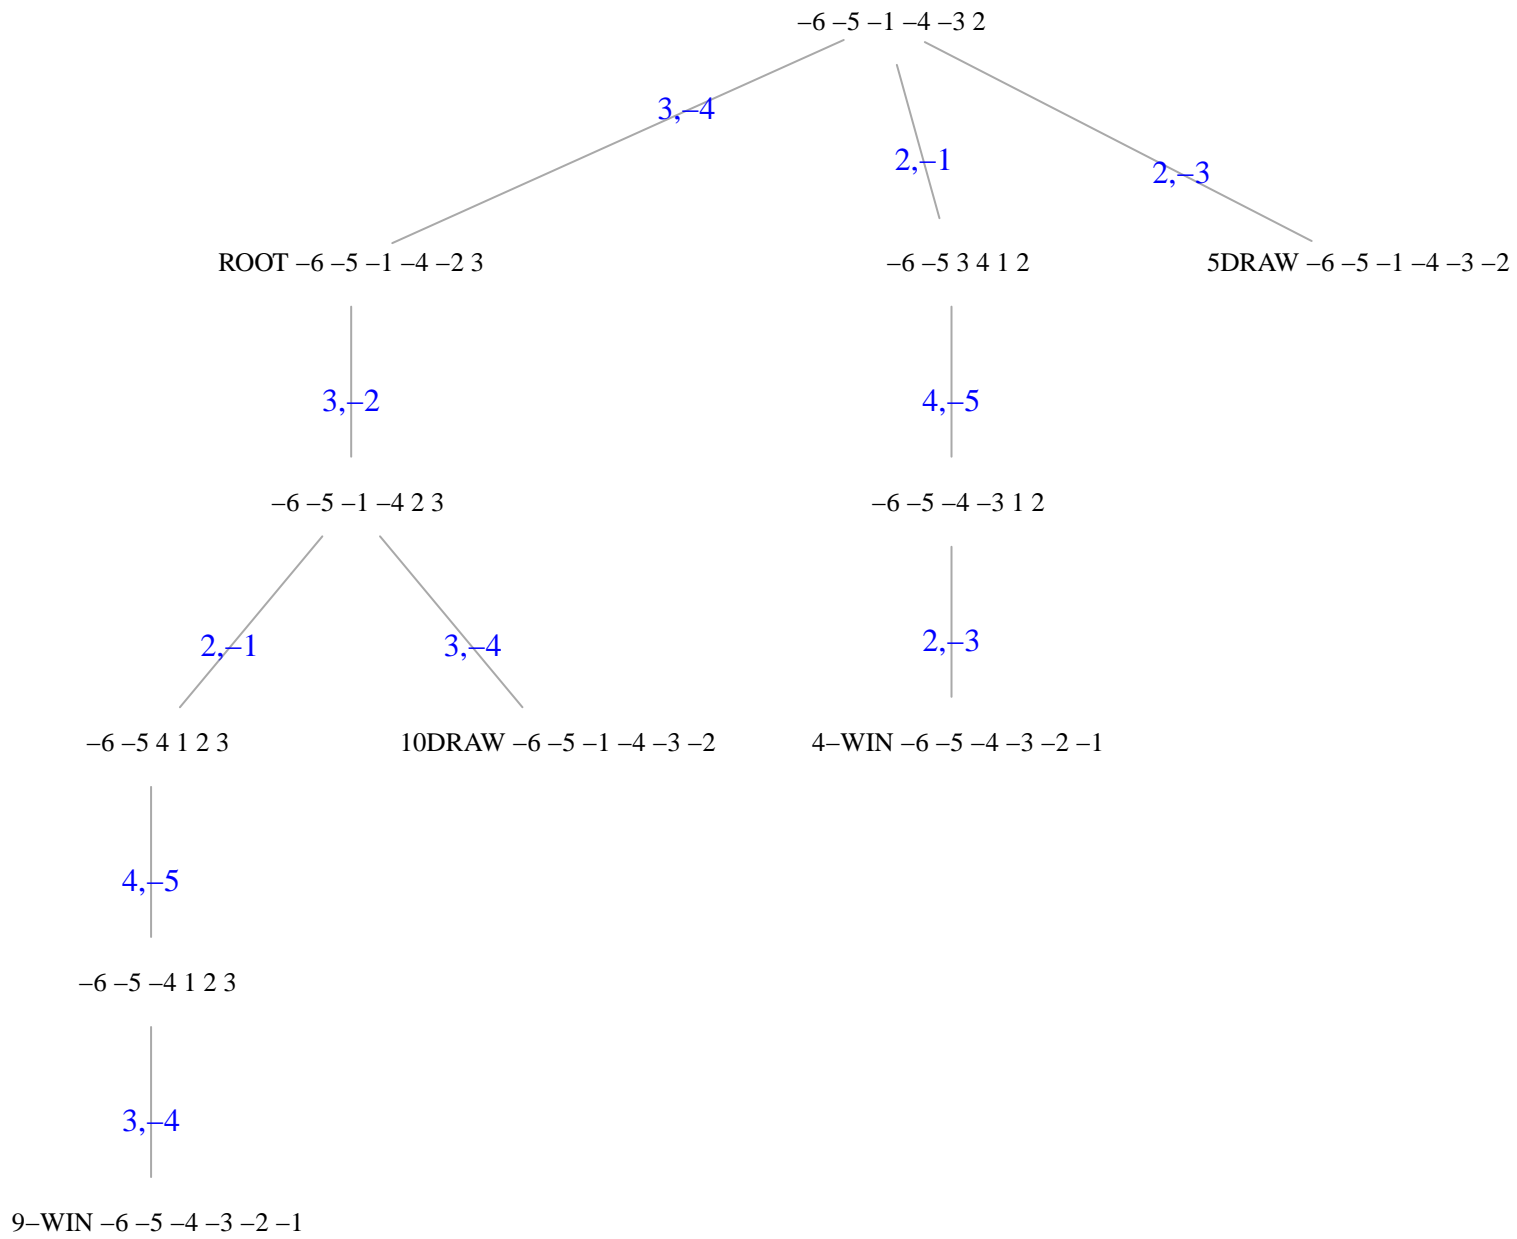 –6 –5 –1 –4 –3 2
3,–4
2,–1
2,–3
ROOT –6 –5 –1 –4 –2 3
–6 –5 3 4 1 2
5DRAW –6 –5 –1 –4 –3 –2
3,–2
4,–5
–6 –5 –1 –4 2 3
–6 –5 –4 –3 1 2
2,–1
3,–4
2,–3
–6 –5 4 1 2 3
10DRAW –6 –5 –1 –4 –3 –2
4–WIN –6 –5 –4 –3 –2 –1
4,–5
–6 –5 –4 1 2 3
3,–4
9–WIN –6 –5 –4 –3 –2 –1